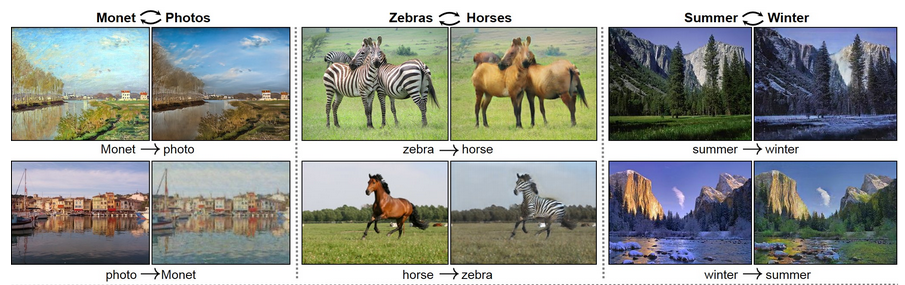 Monet Photos
Zebras Horses
Summer Winter
Monet → photo
zebra → horse
summer → winter
photo → Monet
horse → zebra
winter → summer